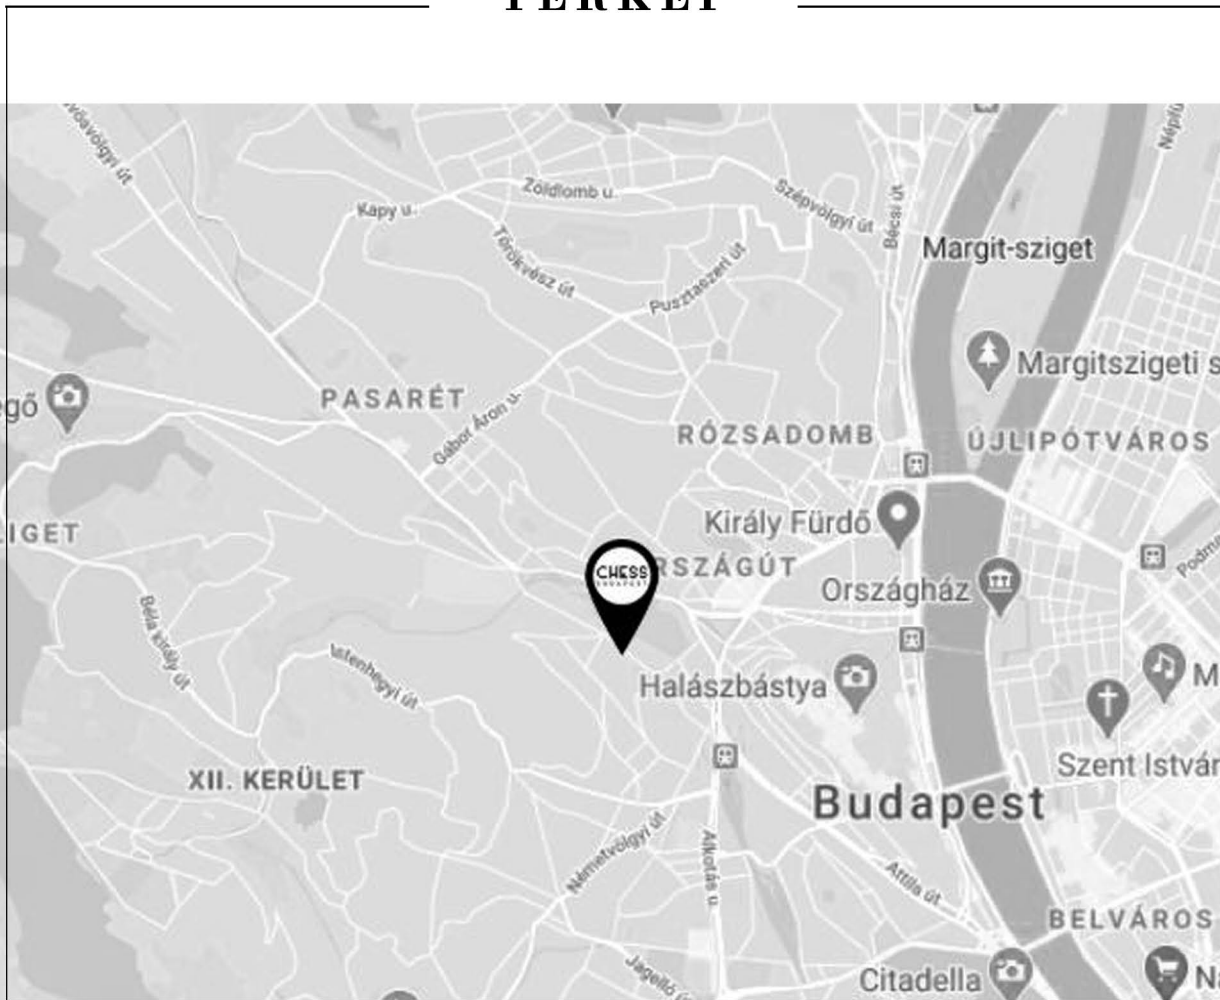 Zöldlomb u.
Kapy u.
Szépvölgyi út
Bécsi út
Törökvész út
Pusztaszeri út
Margit-sziget
Margitszigeti s
PASARÉT
Gábor Áron u.
RÓZSADOMB
ÚJLIPÓTVÁROS
Király Fürdő
CHESS
BUDAPEST
RSZÁGÚT
Országház
Béla király út
Istenhegyi út
Halászbástya
M
Szent István
XII. KERÜLET
Budapest
Németvölgyi út
Alkotás u.
Attila út
BELVÁROS
Jagelló út
Citadella